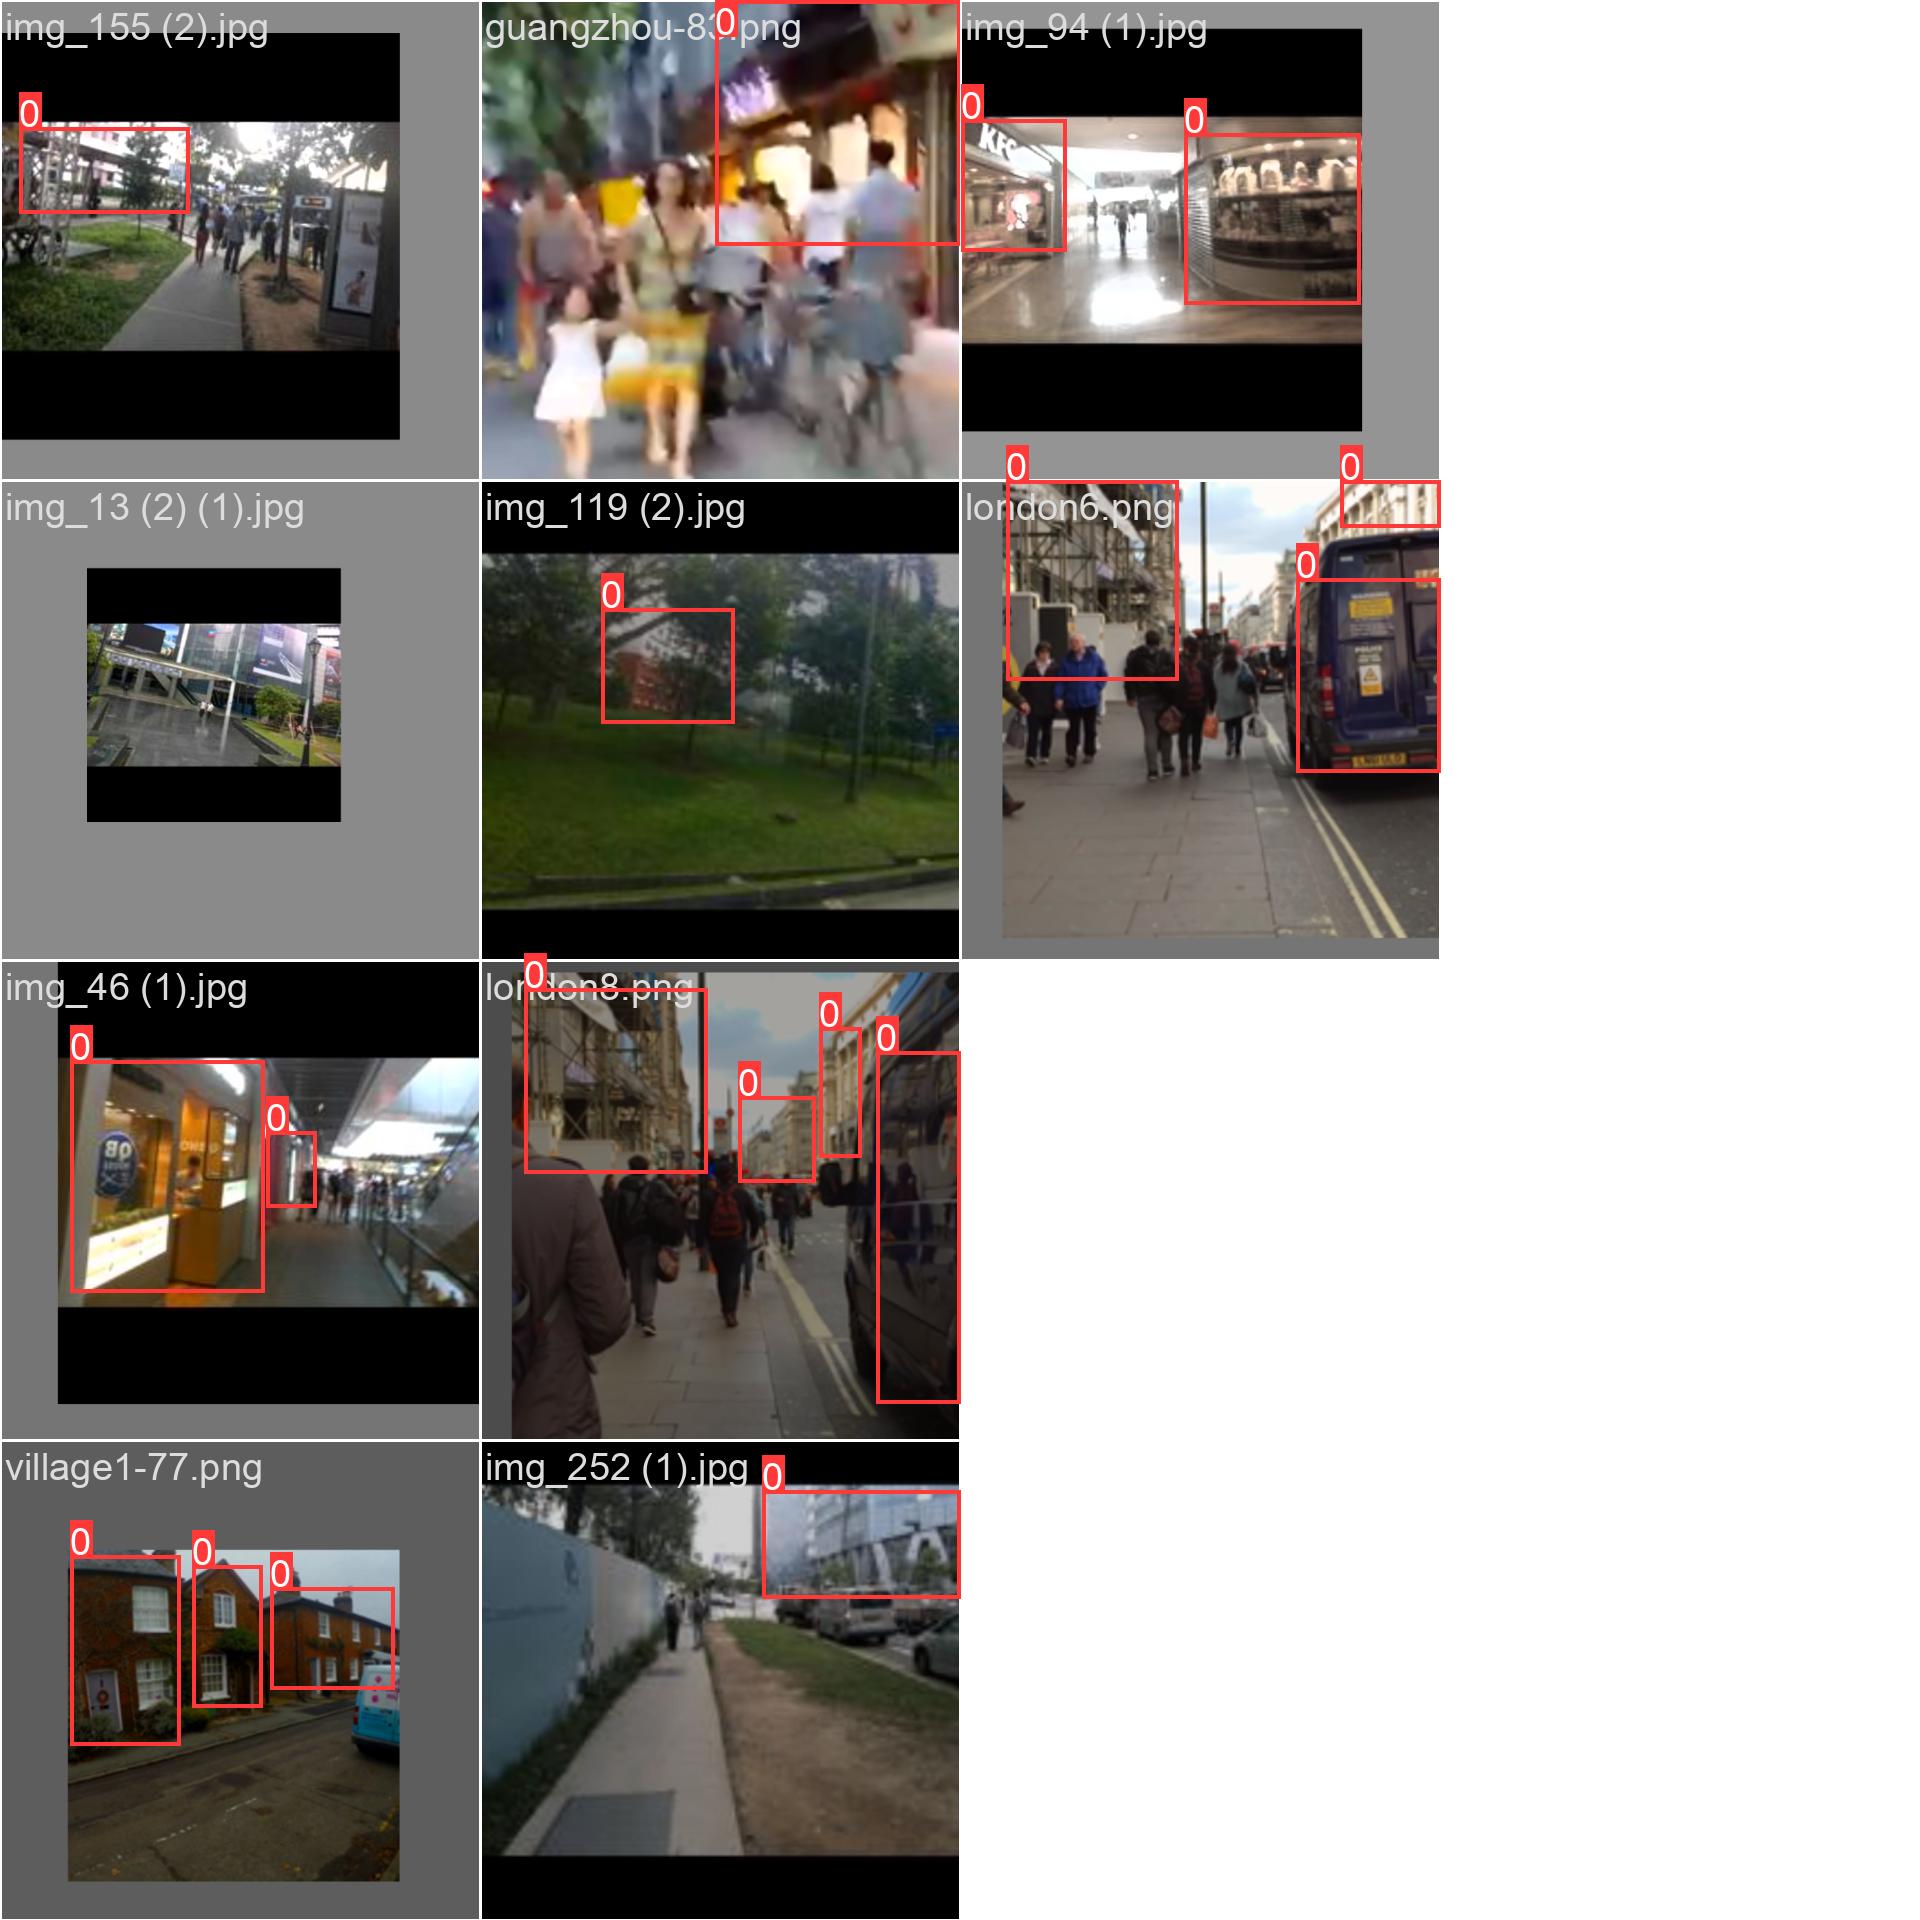 img_155 (2).jpg
0
guangzhou-83.png
0
img_94 (1).jpg
0
KFC
0
img_13 (2) (1).jpg
img_119 (2).jpg
0
london6.png
0
0
0
POLICE
img_46 (1).jpg
0
QB
0
london8.png
0
0
0
0
village1-77.png
0
0
0
img_252 (1).jpg
0